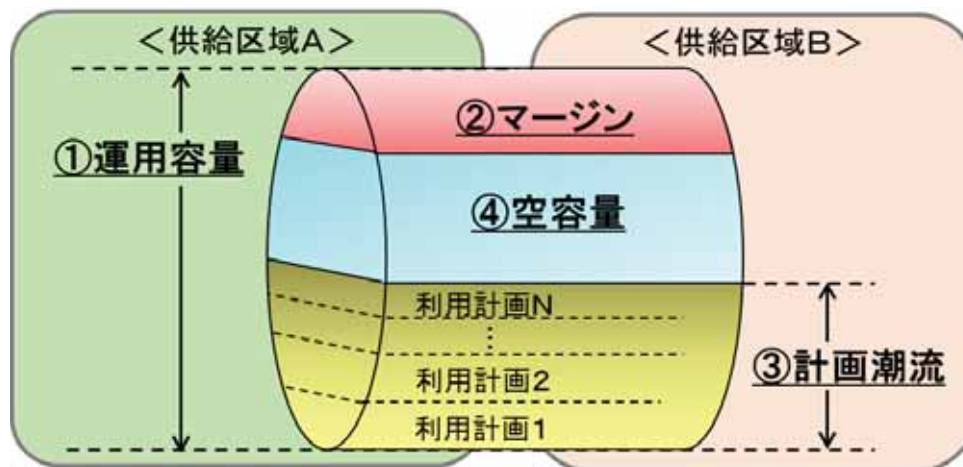 ＜供給区域A＞
＜供給区域B＞
②マージン
①運用容量
④空容量
利用計画N
⋮
③計画潮流
利用計画2
利用計画1